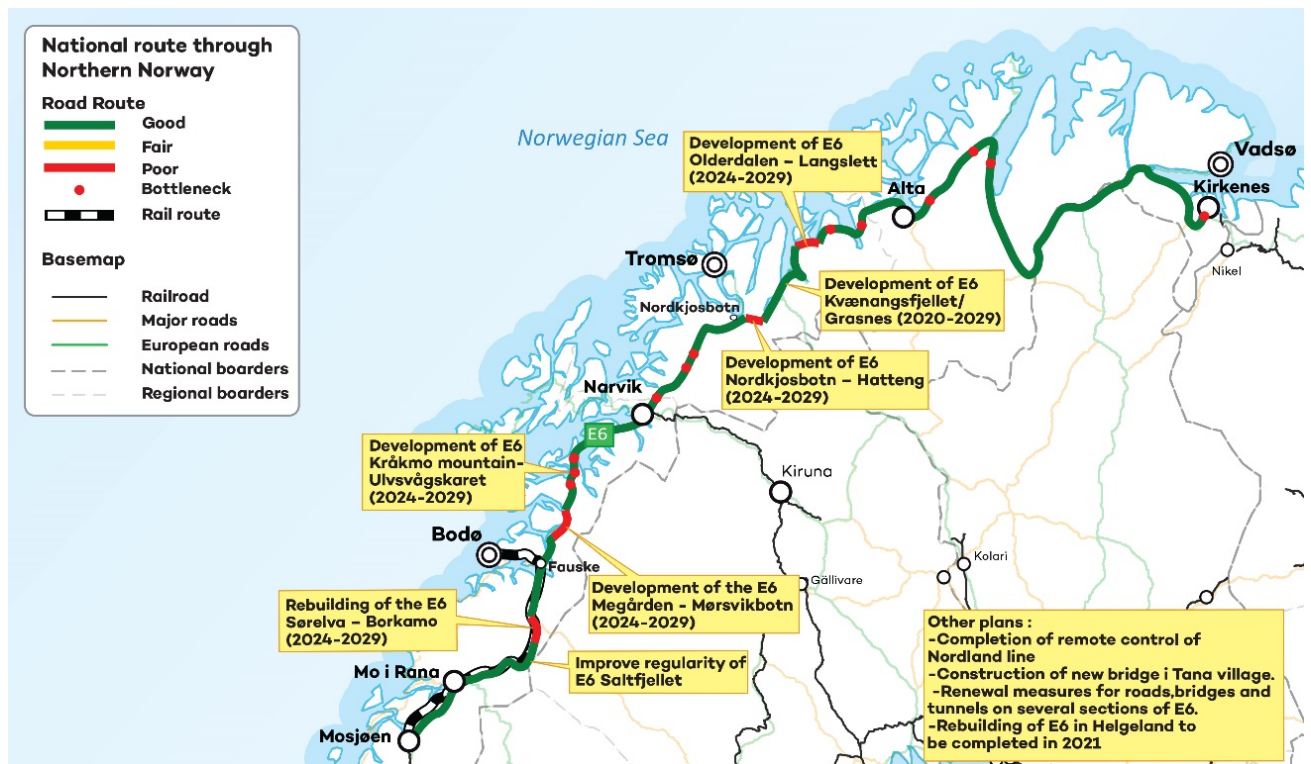 National route through
Northern Norway
Road Route
Good
Fair
Poor
Bottleneck
Rail route
Basemap
Railroad
Major roads
European roads
National boarders
Regional boarders
Norwegian Sea
Development of E6
Olderdalen – Langslett
(2024-2029)
Alta
Vadsø
Kirkenes
Nikel
Tromsø
Nordkjosbotn
Development of E6
Kvænangsfjellet/
Grasnes (2020-2029)
Development of E6
Nordkjosbotn – Hatteng
(2024-2029)
Narvik
E6
Development of E6
Kråkmo mountain-
Ulvsvågskaret
(2024-2029)
Kiruna
Bodø
Fauske
Kolari
Gällivare
Development of the E6
Megården - Mørsvikbotn
(2024-2029)
Rebuilding of the E6
Sørelva – Borkamo
(2024-2029)
Improve regularity of
E6 Saltfjellet
Mo i Rana
Mosjøen
Other plans :
-Completion of remote control of
Nordland line
-Construction of new bridge i Tana village.
-Renewal measures for roads,bridges and
tunnels on several sections of E6.
-Rebuilding of E6 in Helgeland to
be completed in 2021